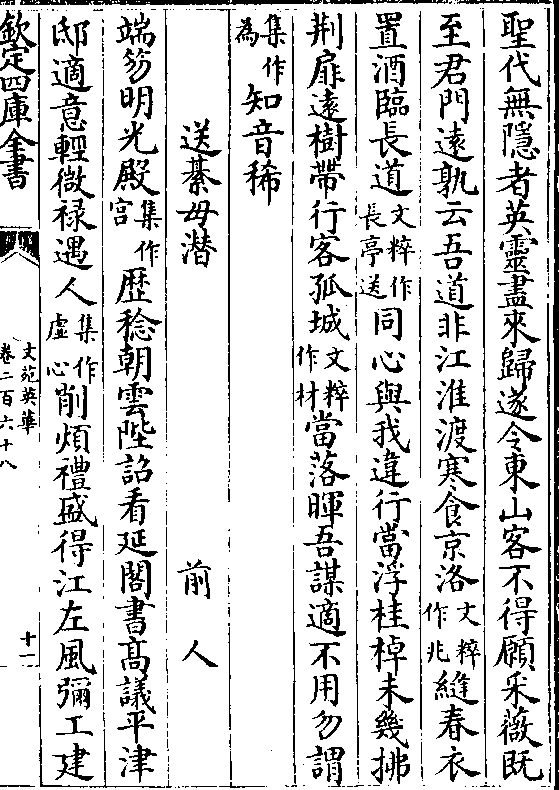 聖代無隱者英靈盡來歸遂令東山客不得顧采薇既
至君門遠孰云吾道非江淮渡寒食京洛文粹作兆縫春衣
置酒臨長道文粹作長亭送同心與我違行當浮桂棹未幾拂
荆扉遠樹帶行客孤城文粹作材當落暉吾謀適不用勿謂
集作為知音稀
送綦毋潛 前人
端笏明光殿集作宫歴稔朝雲陛詔看延閣書高議平津
邸適意輕微禄遇人集作虚心削煩禮盛得江左風彌工建
欽定四庫全書
文苑英華
卷二百六十八
十一